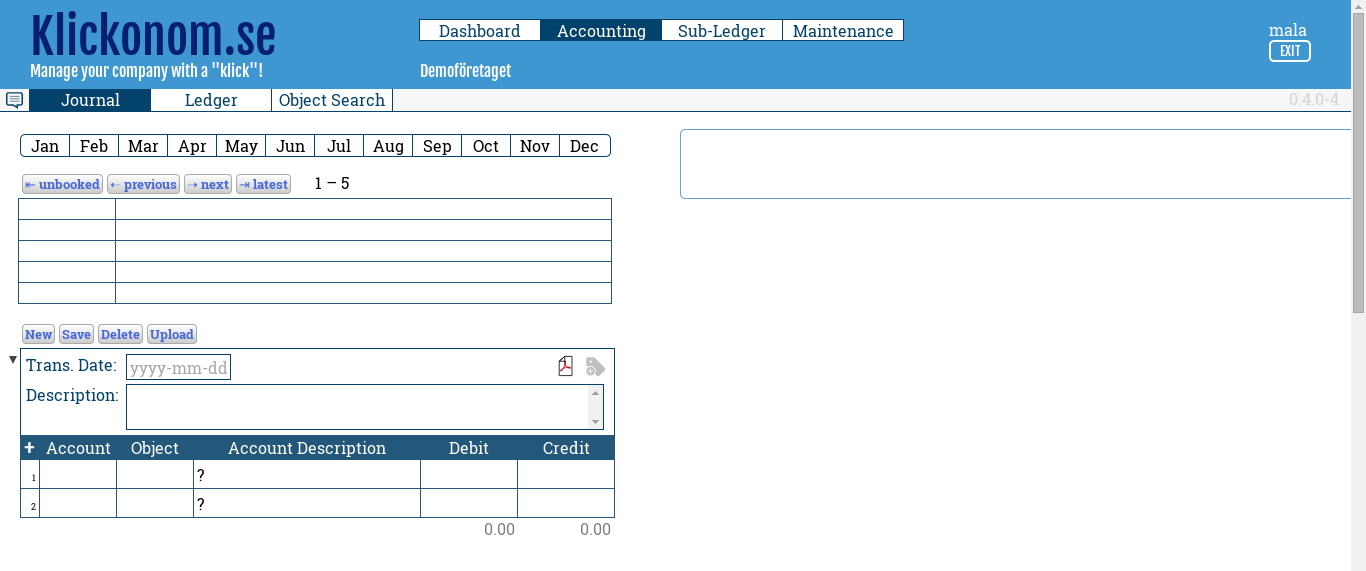 Klickonom.se
Manage your company with a "klick"!
Dashboard Accounting Sub-Ledger Maintenance
Demoföretaget
mala
EXIT
Journal Ledger Object Search
0.4.0-4
Jan Feb Mar Apr May Jun Jul Aug Sep Oct Nov Dec
⇤ unbooked ⇠ previous ⇢ next ⇥ latest 1 – 5
New Save Delete Upload
▼ Trans. Date: yyyy-mm-dd
Description:
+ Account Object Account Description Debit Credit
1 ?
2 ?
0.00 0.00